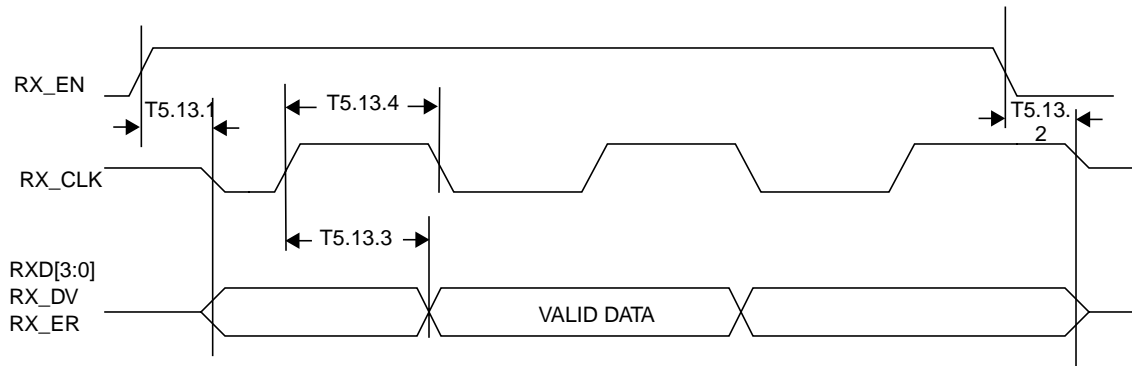 RX_EN
T5.13.1
T5.13.4
T5.13.
2
RX_CLK
T5.13.3
RXD[3:0]
RX_DV
RX_ER
VALID DATA